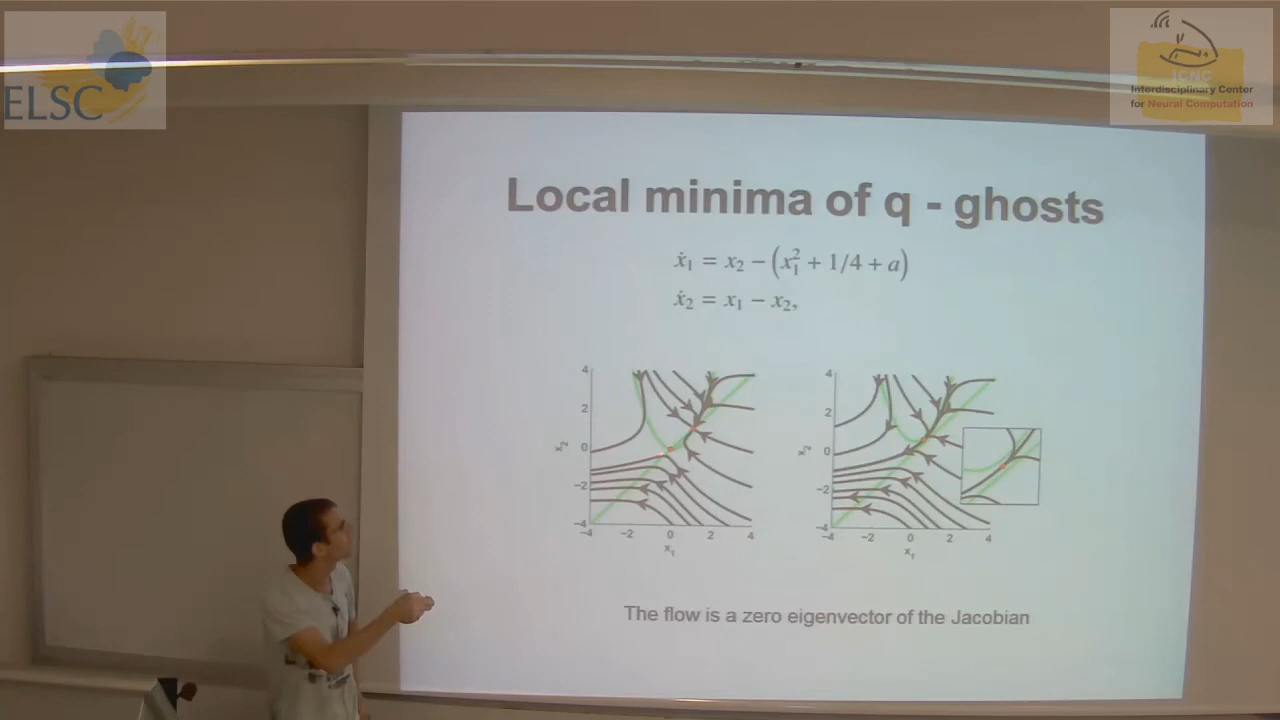 ELSC
ICNC
Interdisciplinary Center
for Neural Computation
Local minima of q - ghosts
ẋ₁ = x₂ − (x₁² + 1/4 + a)
ẋ₂ = x₁ − x₂,
4
2
0
−2
−4
x₂
−4 −2 0 2 4
x₁
4
2
0
−2
−4
x₂
−4 −2 0 2 4
x₁
The flow is a zero eigenvector of the Jacobian